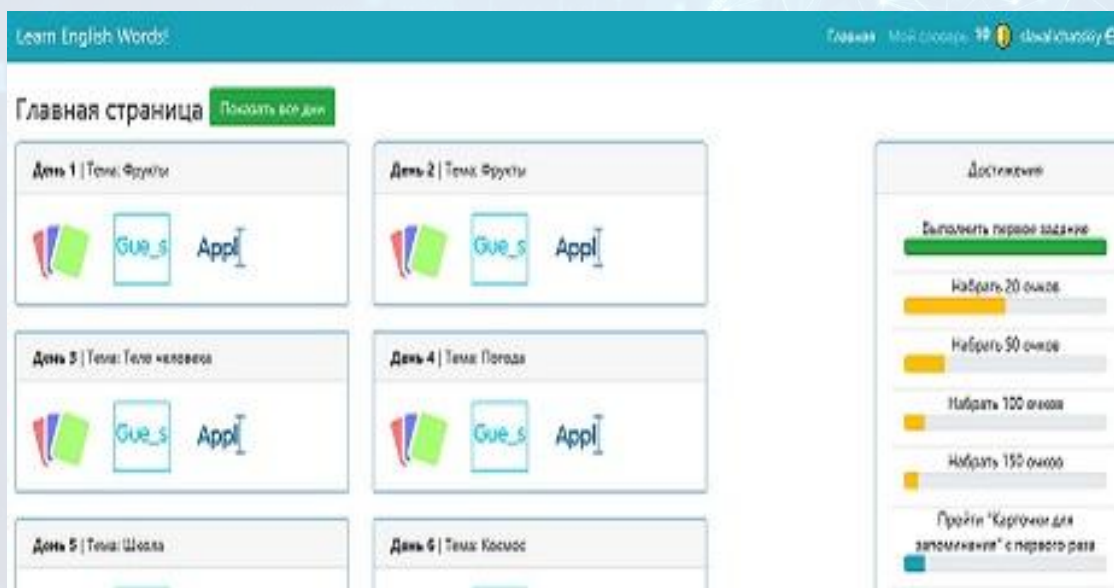 Learn English Words!
Главная Мой словарь 10 slavalichatskiy
Главная страница Показать все дни
День 1 | Тема: Фрукты
Gue_s Appl
День 2 | Тема: Фрукты
Gue_s Appl
День 3 | Тема: Тело человека
Gue_s Appl
День 4 | Тема: Погода
Gue_s Appl
День 5 | Тема: Школа
День 6 | Тема: Космос
Достижения
Выполнить первое задание
Набрать 20 очков
Набрать 50 очков
Набрать 100 очков
Набрать 150 очков
Пройти "Карточки для
запоминания" с первого раза